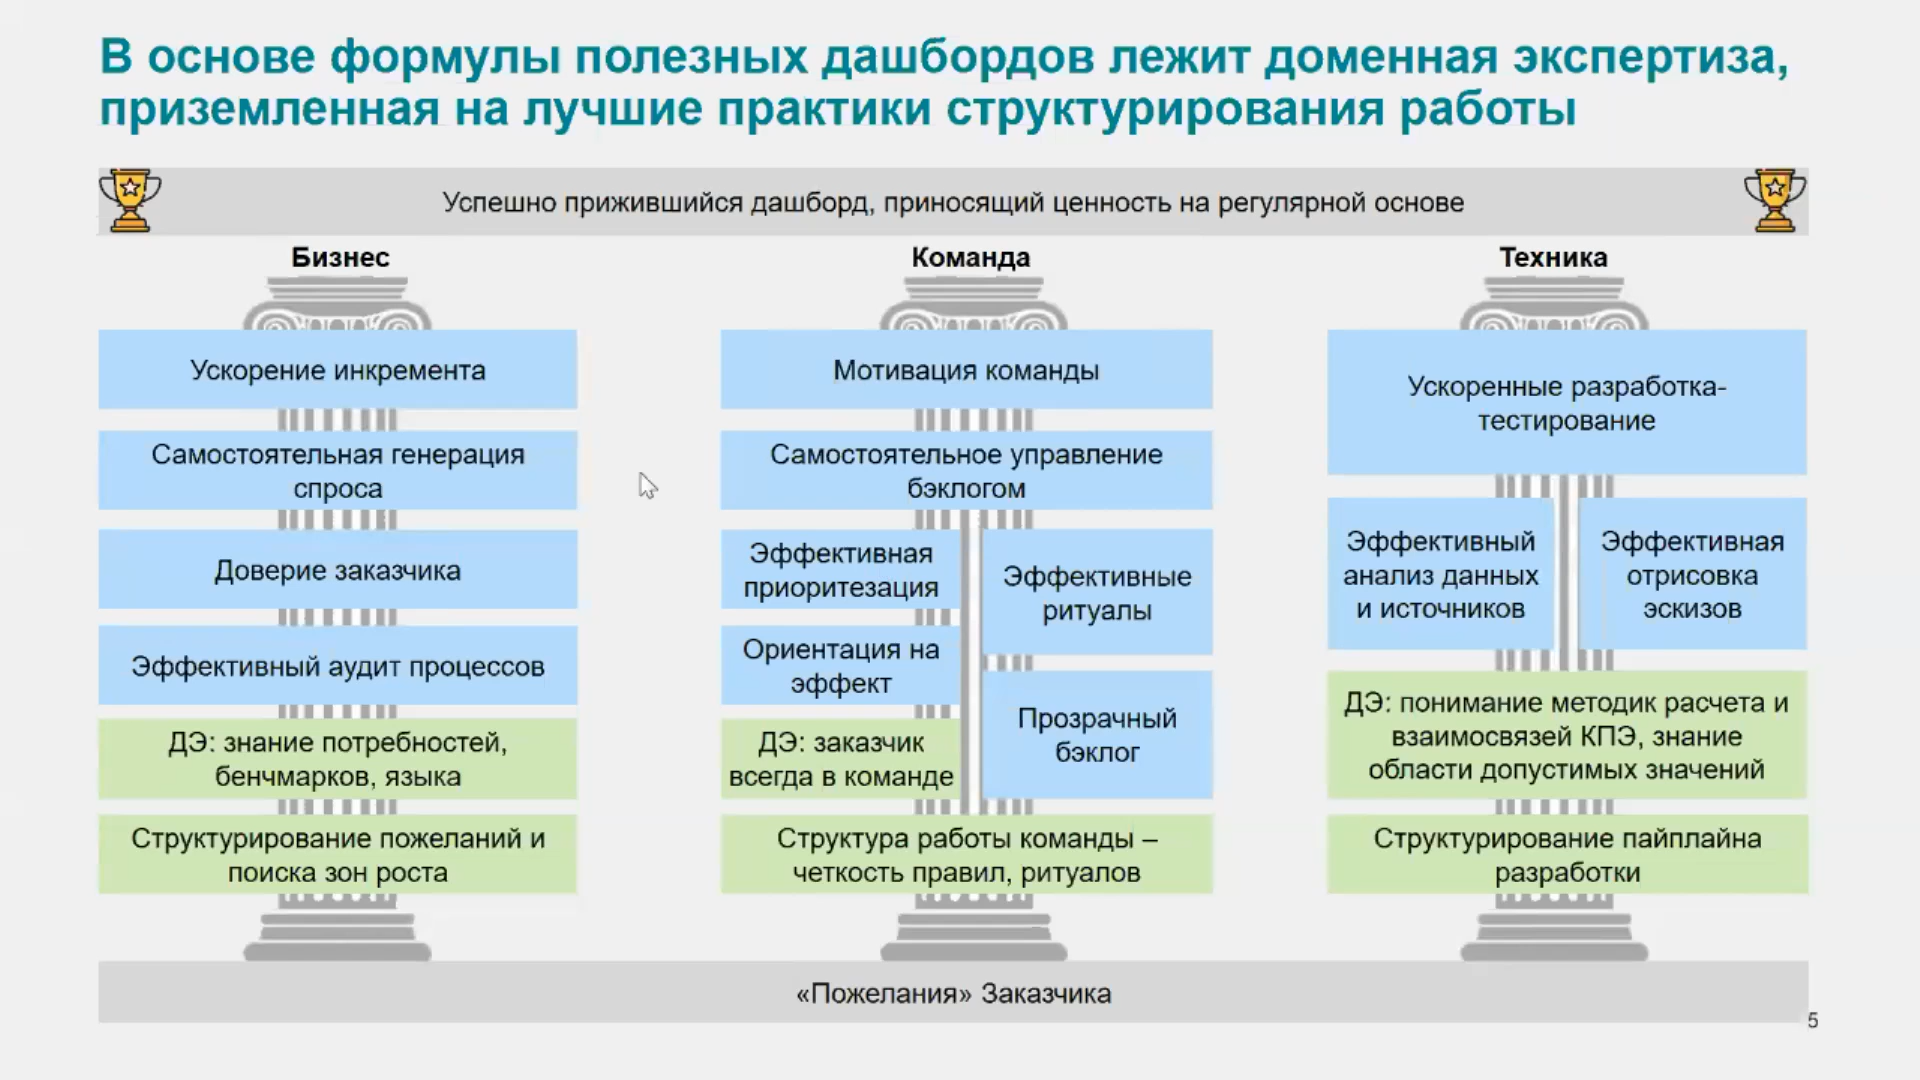 В основе формулы полезных дашбордов лежит доменная экспертиза,
приземленная на лучшие практики структурирования работы
Успешно прижившийся дашборд, приносящий ценность на регулярной основе
Бизнес
Ускорение инкремента
Самостоятельная генерация
спроса
Доверие заказчика
Эффективный аудит процессов
ДЭ: знание потребностей,
бенчмарков, языка
Структурирование пожеланий и
поиска зон роста
Команда
Мотивация команды
Самостоятельное управление
бэклогом
Эффективная
приоритезация
Ориентация на
эффект
ДЭ: заказчик
всегда в команде
Эффективные
ритуалы
Прозрачный
бэклог
Структура работы команды –
четкость правил, ритуалов
Техника
Ускоренные разработка-
тестирование
Эффективный
анализ данных
и источников
Эффективная
отрисовка
эскизов
ДЭ: понимание методик расчета и
взаимосвязей КПЭ, знание
области допустимых значений
Структурирование пайплайна
разработки
«Пожелания» Заказчика
5